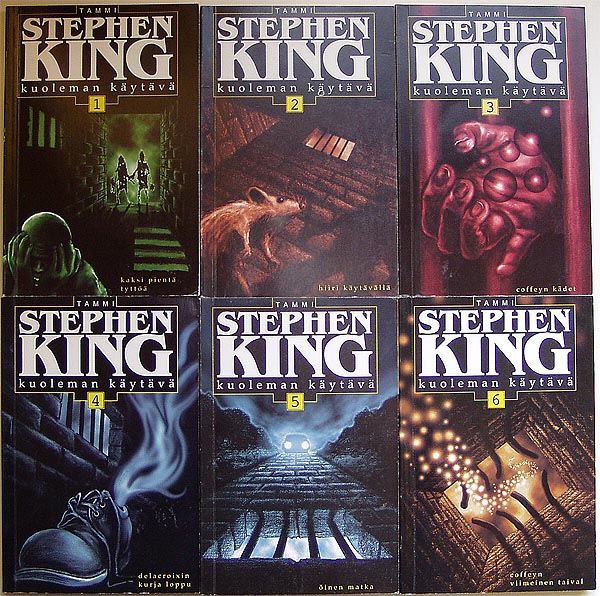 TAMMI
STEPHEN
KING
kuoleman käytävä
1
kaksi pientä
tyttöä
TAMMI
STEPHEN
KING
kuoleman käytävä
2
hiiri käytävällä
TAMMI
STEPHEN
KING
kuoleman käytävä
3
coffeyn kädet
TAMMI
STEPHEN
KING
kuoleman käytävä
4
delacroixin
kurja loppu
TAMMI
STEPHEN
KING
kuoleman käytävä
5
öinen matka
TAMMI
STEPHEN
KING
kuoleman käytävä
6
coffeyn
viimeinen taival